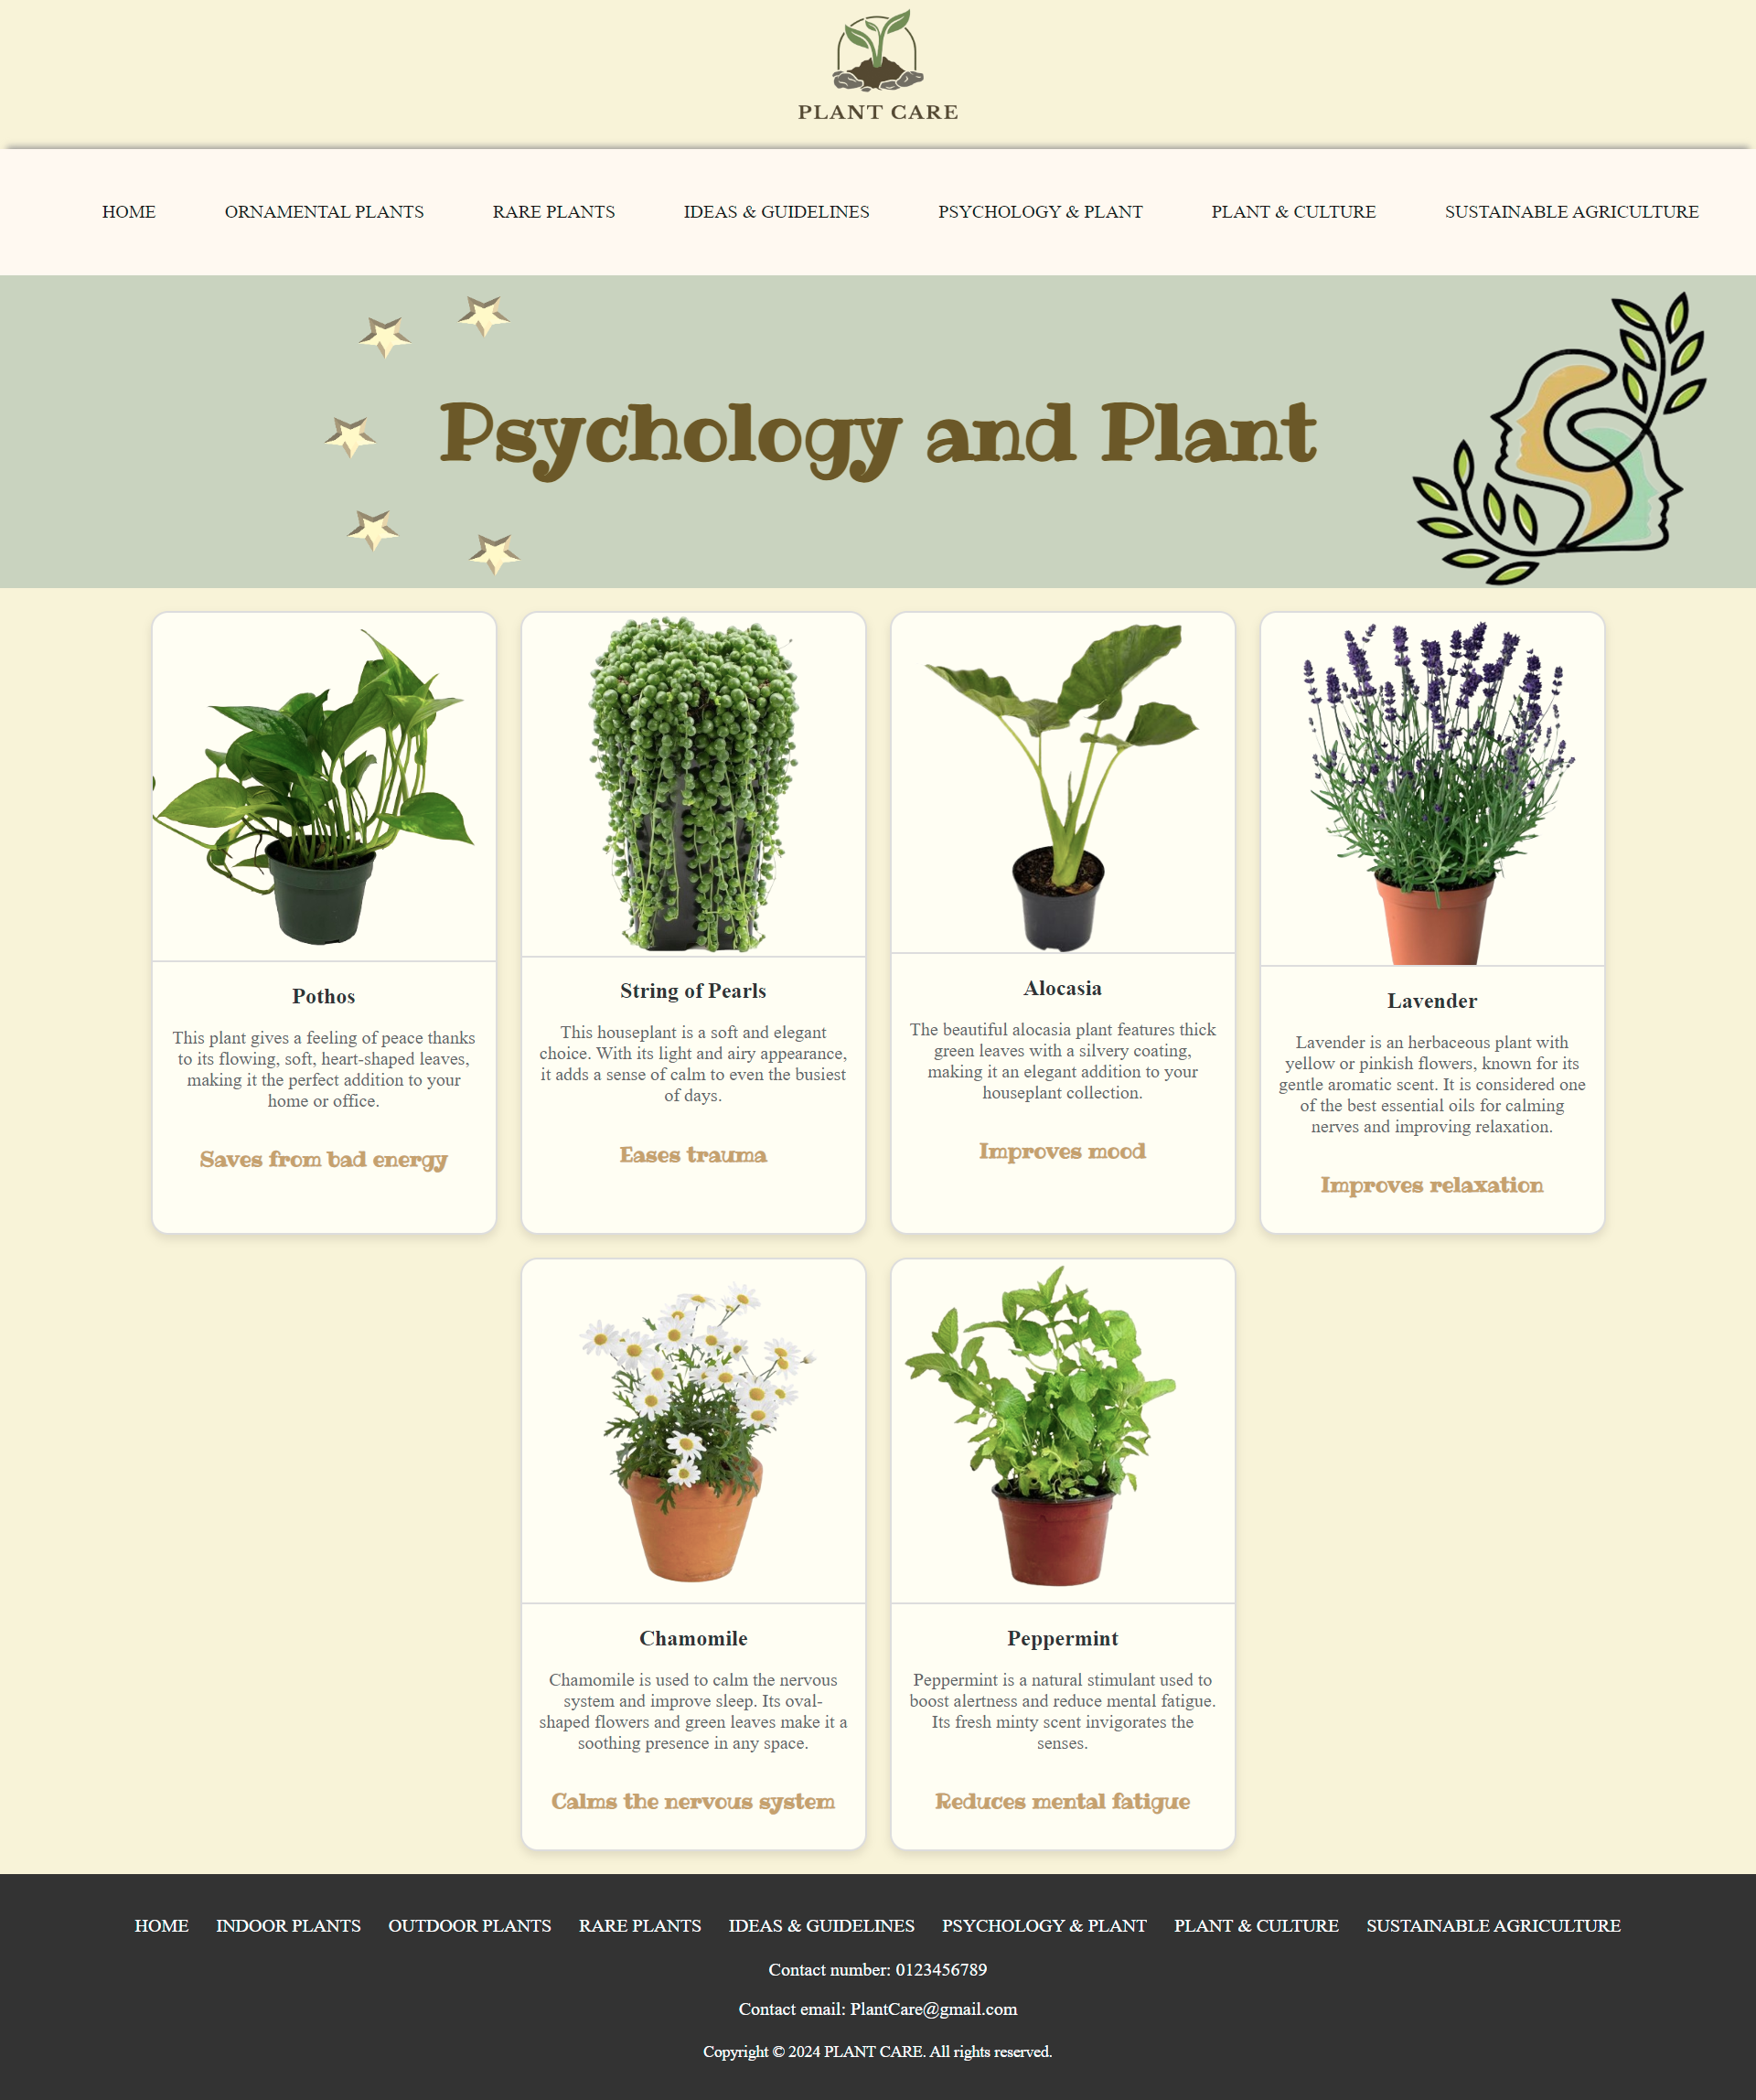 PLANT CARE
HOME ORNAMENTAL PLANTS RARE PLANTS IDEAS & GUIDELINES PSYCHOLOGY & PLANT PLANT & CULTURE SUSTAINABLE AGRICULTURE
Psychology and Plant
Pothos
This plant gives a feeling of peace thanks
to its flowing, soft, heart-shaped leaves,
making it the perfect addition to your
home or office.
Saves from bad energy
String of Pearls
This houseplant is a soft and elegant
choice. With its light and airy appearance,
it adds a sense of calm to even the busiest
of days.
Eases trauma
Alocasia
The beautiful alocasia plant features thick
green leaves with a silvery coating,
making it an elegant addition to your
houseplant collection.
Improves mood
Lavender
Lavender is an herbaceous plant with
yellow or pinkish flowers, known for its
gentle aromatic scent. It is considered one
of the best essential oils for calming
nerves and improving relaxation.
Improves relaxation
Chamomile
Chamomile is used to calm the nervous
system and improve sleep. Its oval-
shaped flowers and green leaves make it a
soothing presence in any space.
Calms the nervous system
Peppermint
Peppermint is a natural stimulant used to
boost alertness and reduce mental fatigue.
Its fresh minty scent invigorates the
senses.
Reduces mental fatigue
HOME INDOOR PLANTS OUTDOOR PLANTS RARE PLANTS IDEAS & GUIDELINES PSYCHOLOGY & PLANT PLANT & CULTURE SUSTAINABLE AGRICULTURE
Contact number: 0123456789
Contact email: PlantCare@gmail.com
Copyright © 2024 PLANT CARE. All rights reserved.